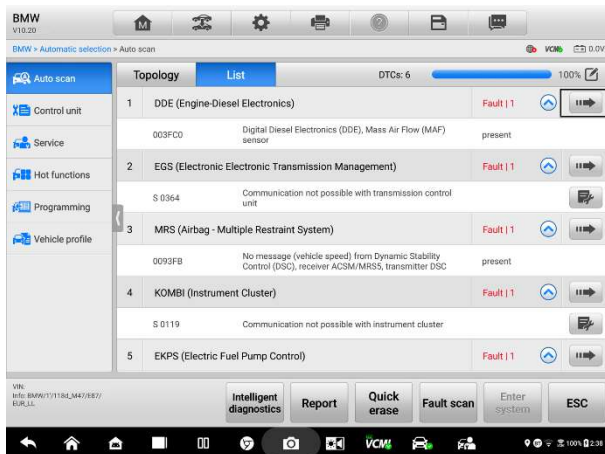 BMW
V10.20
BMW > Automatic selection > Auto scan
VCMI 0.0V
Auto scan
Control unit
Service
Hot functions
Programming
Vehicle profile
Topology List DTCs: 6 100%
1 DDE (Engine-Diesel Electronics) Fault | 1
003FC0 Digital Diesel Electronics (DDE), Mass Air Flow (MAF) present
sensor
2 EGS (Electronic Electronic Transmission Management) Fault | 1
S 0364 Communication not possible with transmission control
unit
3 MRS (Airbag - Multiple Restraint System) Fault | 1
0093FB No message (vehicle speed) from Dynamic Stability present
Control (DSC), receiver ACSM/MRS5, transmitter DSC
4 KOMBI (Instrument Cluster) Fault | 1
S 0119 Communication not possible with instrument cluster
5 EKPS (Electric Fuel Pump Control) Fault | 1
VIN:
Info: BMW/1'/118d_M47/E87/
EUR_LL
Intelligent
diagnostics
Report
Quick
erase
Fault scan
Enter
system
ESC
VCMI
100% 2:38